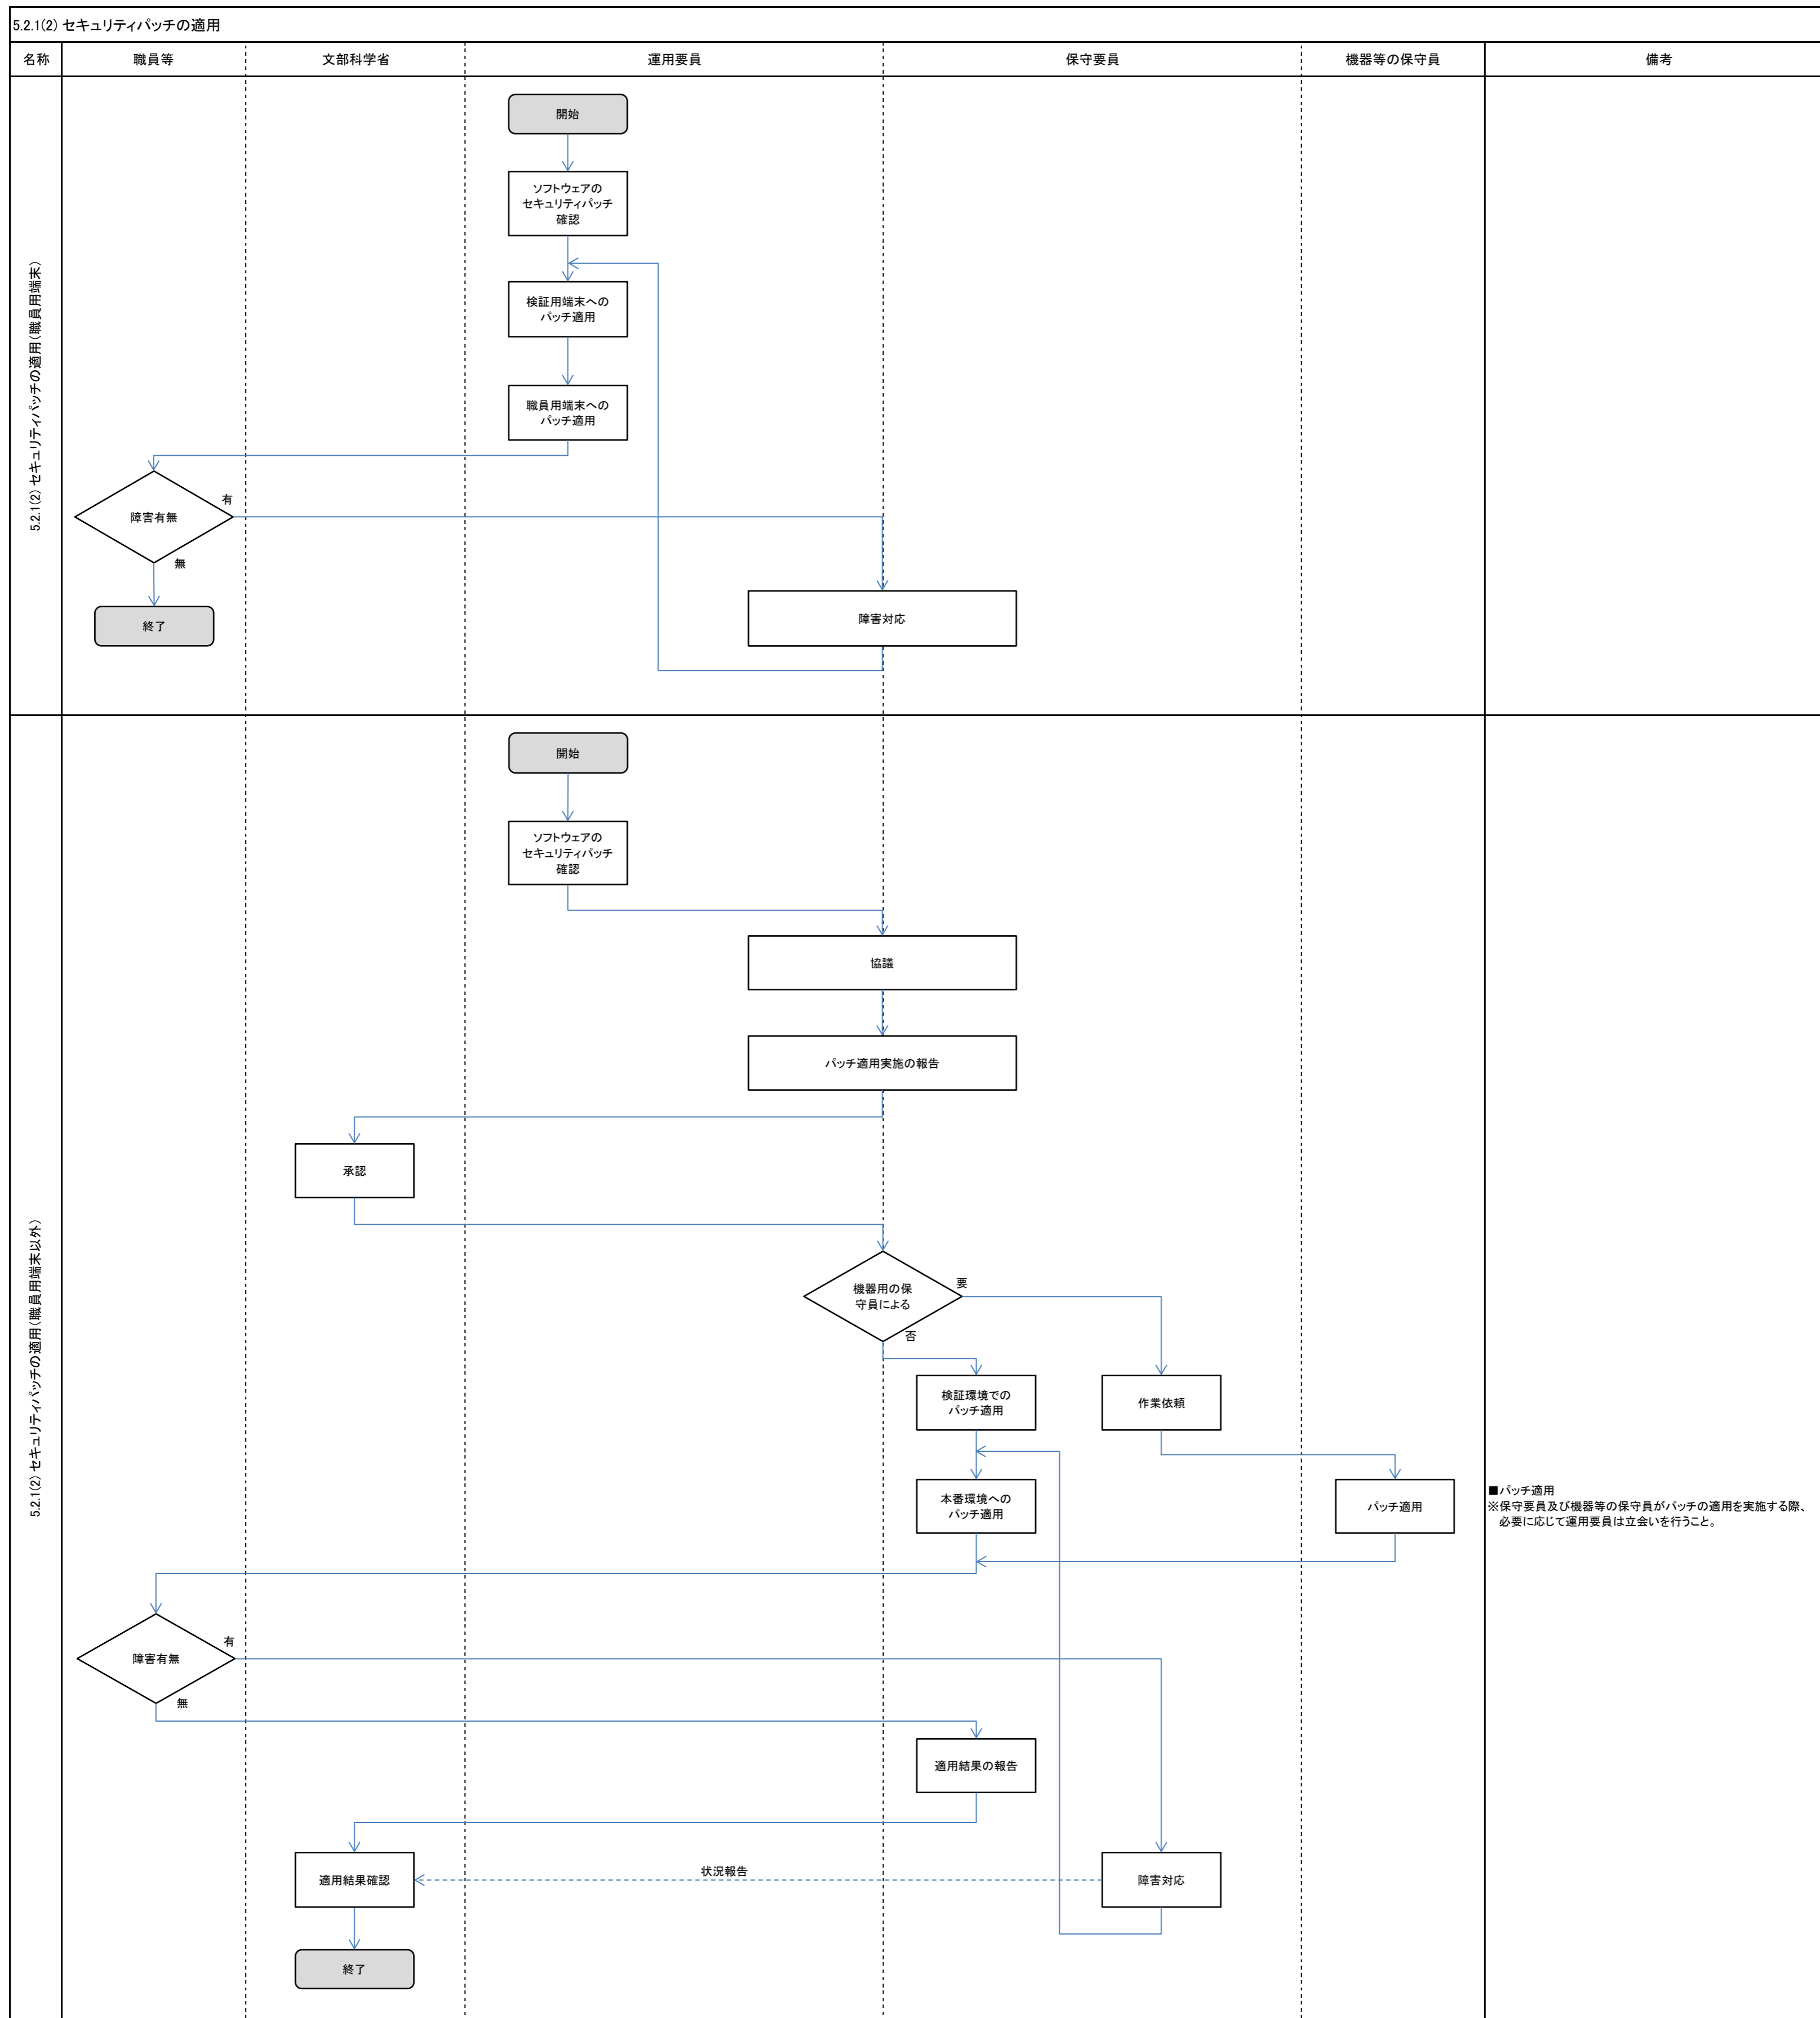 5.2.1(2) セキュリティパッチの適用
名称
職員等
文部科学省
運用要員
保守要員
機器等の保守員
備考
5.2.1(2) セキュリティパッチの適用(職員用端末)
開始
ソフトウェアの
セキュリティパッチ
確認
検証用端末への
パッチ適用
職員用端末への
パッチ適用
障害有無
有
無
終了
障害対応
5.2.1(2) セキュリティパッチの適用(職員用端末以外)
開始
ソフトウェアの
セキュリティパッチ
確認
協議
パッチ適用実施の報告
承認
機器用の保
守員による
要
否
検証環境での
パッチ適用
作業依頼
本番環境への
パッチ適用
パッチ適用
■パッチ適用
※保守要員及び機器等の保守員がパッチの適用を実施する際、
必要に応じて運用要員は立会いを行うこと。
障害有無
有
無
適用結果の報告
適用結果確認
状況報告
障害対応
終了